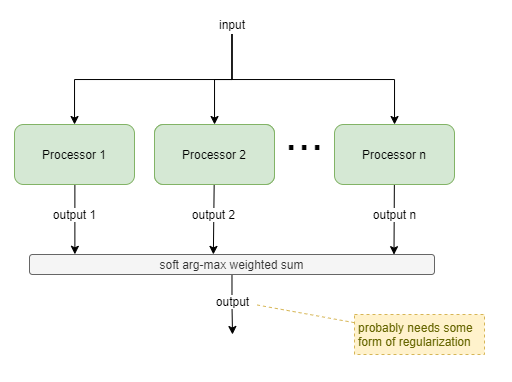 input
Processor 1
Processor 2
Processor n
output 1
output 2
output n
soft arg-max weighted sum
output
probably needs some
form of regularization